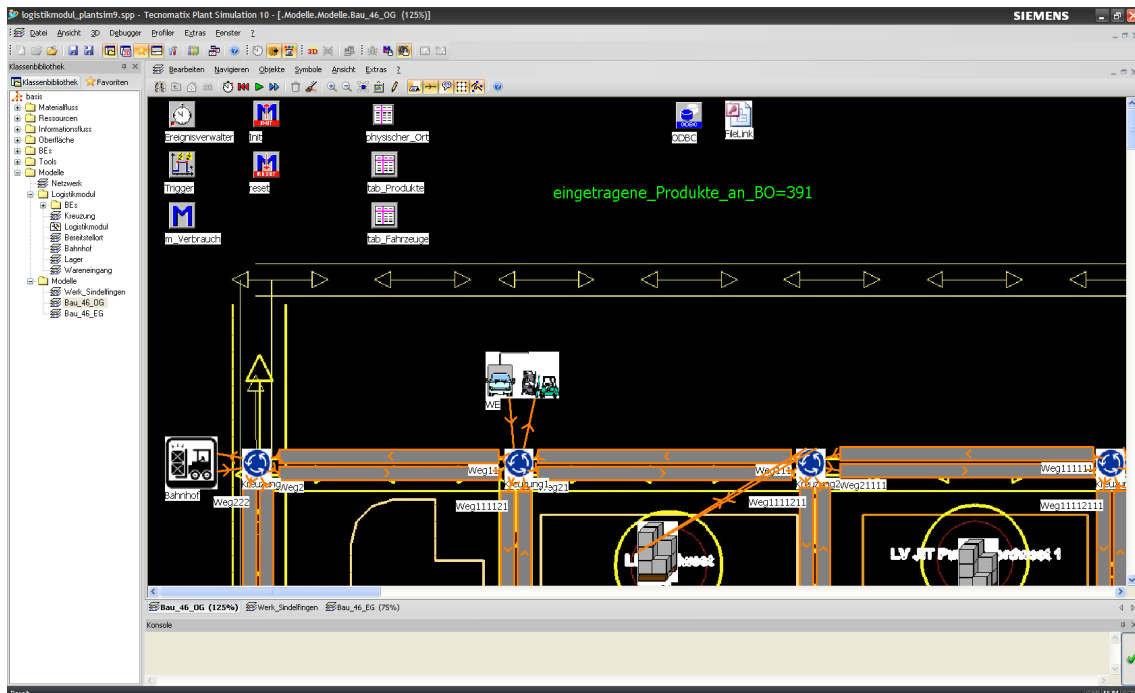 logistikmodul_plantsim9.spp - Tecnomatix Plant Simulation 10 - [.Modelle.Modelle.Bau_46_OG (125%)]
SIEMENS
Datei Ansicht 3D Debugger Profiler Extras Fenster ?
Klassenbibliothek
Klassenbibliothek Favoriten
basis
Materialfluss
Ressourcen
Informationsfluss
Oberfläche
BEs
Tools
Modelle
Netzwerk
Logistikmodul
BEs
Kreuzung
Logistikmodul
Bereitstellort
Bahnhof
Lager
Wareneingang
Modelle
Werk_Sindelfingen
Bau_46_OG
Bau_46_EG
Bearbeiten Navigieren Objekte Symbole Ansicht Extras ?
Ereignisverwalter
Init
physischer_Ort
ODBC
FileLink
Trigger
reset
tab_Produkte
eingetragene_Produkte_an_BO=391
m_Verbrauch
tab_Fahrzeuge
WE
Bahnhof
Weg2
Weg11
Weg111
Weg21111
Weg111111
Weg222
Weg111121
Weg1111211
Weg11112111
LV JIT
1
Bau_46_OG (125%) Werk_Sindelfingen Bau_46_EG (75%)
Konsole